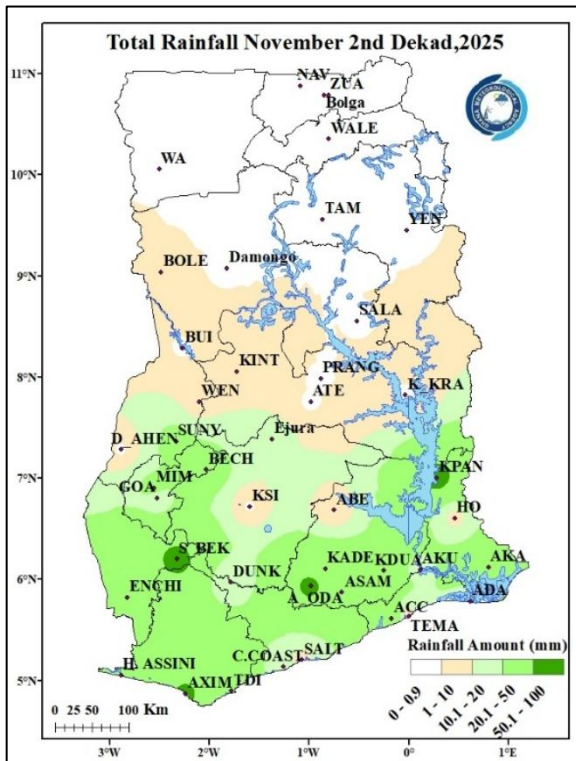 Total Rainfall November 2nd Dekad,2025
11°N
NAV
ZUA
Bolga
WALE
WA
10°N
TAM
YEN
BOLE
Damongo
9°N
SALA
BUI
KINT
PRANG
8°N
WEN
ATE
K_KRA
D_AHEN
SUNY
Ejura
BECH
7°N
KPAN
GOA
MIM
KSI
ABE
HO
S_BEK
KADE
KDUA
AKU
AKA
6°N
ENCHI
DUNK
A_ODA
ASAM
ADA
ACC
TEMA
Rainfall Amount (mm)
H. ASSINI
C.COAST
SALT
5°N
AXIM
TDI
0 - 0.9
1 - 10
10.1 - 20
20.1 - 50
50.1 - 100
0 25 50 100 Km
3°W
2°W
1°W
0°
1°E